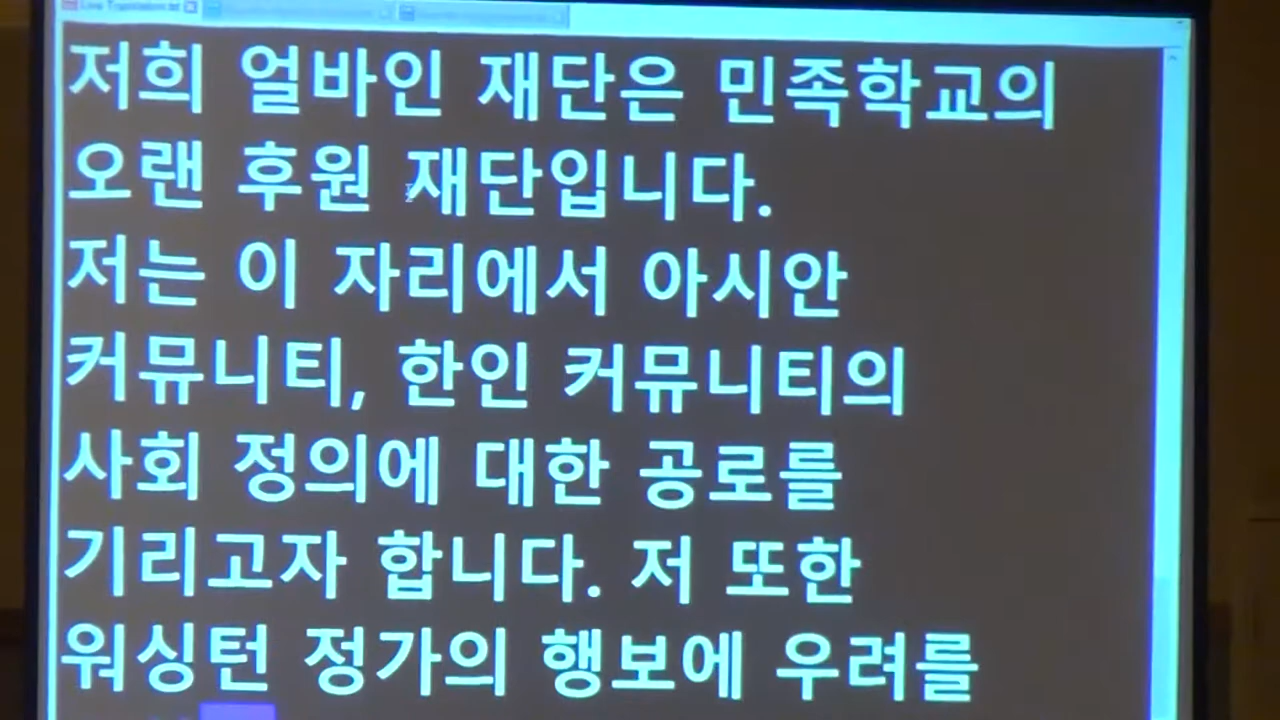 Live Translation.txt
저희 얼바인 재단은 민족학교의
오랜 후원 재단입니다.
저는 이 자리에서 아시안
커뮤니티, 한인 커뮤니티의
사회 정의에 대한 공로를
기리고자 합니다. 저 또한
워싱턴 정가의 행보에 우려를